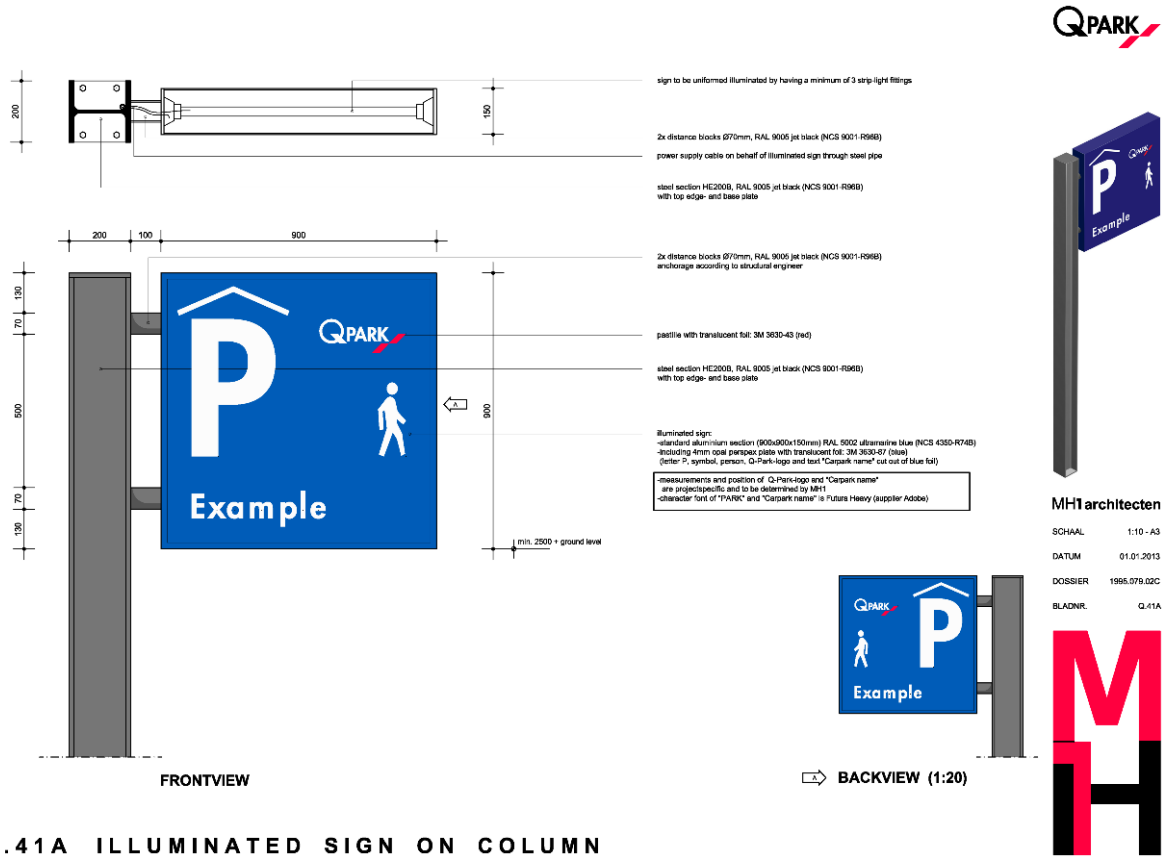 QPARK
sign to be uniformed illuminated by having a minimum of 3 strip-light fittings
200
150
2x distance blocks Ø70mm, RAL 9005 jet black (NCS 9001-R96B)
power supply cable on behalf of illuminated sign through steel pipe
steel section HE200B, RAL 9005 jet black (NCS 9001-R96B)
with top edge- and base plate
P
QPARK
Example
200
100
900
2x distance blocks Ø70mm, RAL 9005 jet black (NCS 9001-R96B)
anchorage according to structural engineer
130
70
500
70
130
P
QPARK
Example
pastille with translucent foil: 3M 3630-43 (red)
steel section HE200B, RAL 9005 jet black (NCS 9001-R96B)
with top edge- and base plate
A
900
illuminated sign:
-standard aluminium section (900x900x150mm) RAL 5002 ultramarine blue (NCS 4350-R74B)
-including 4mm opal perspex plate with translucent foil: 3M 3630-87 (blue)
(letter P, symbol, person, Q-Park-logo and text "Carpark name" cut out of blue foil)
-measurements and position of Q-Park-logo and "Carpark name"
are projectspecific and to be determined by MH1
-character font of "PARK" and "Carpark name" is Futura Heavy (supplier Adobe)
min. 2500 + ground level
MH1architecten
SCHAAL 1:10 - A3
DATUM 01.01.2013
DOSSIER 1995.079.02C
BLADNR. Q.41A
QPARK
P
Example
FRONTVIEW
A BACKVIEW (1:20)
MH1
.41A ILLUMINATED SIGN ON COLUMN